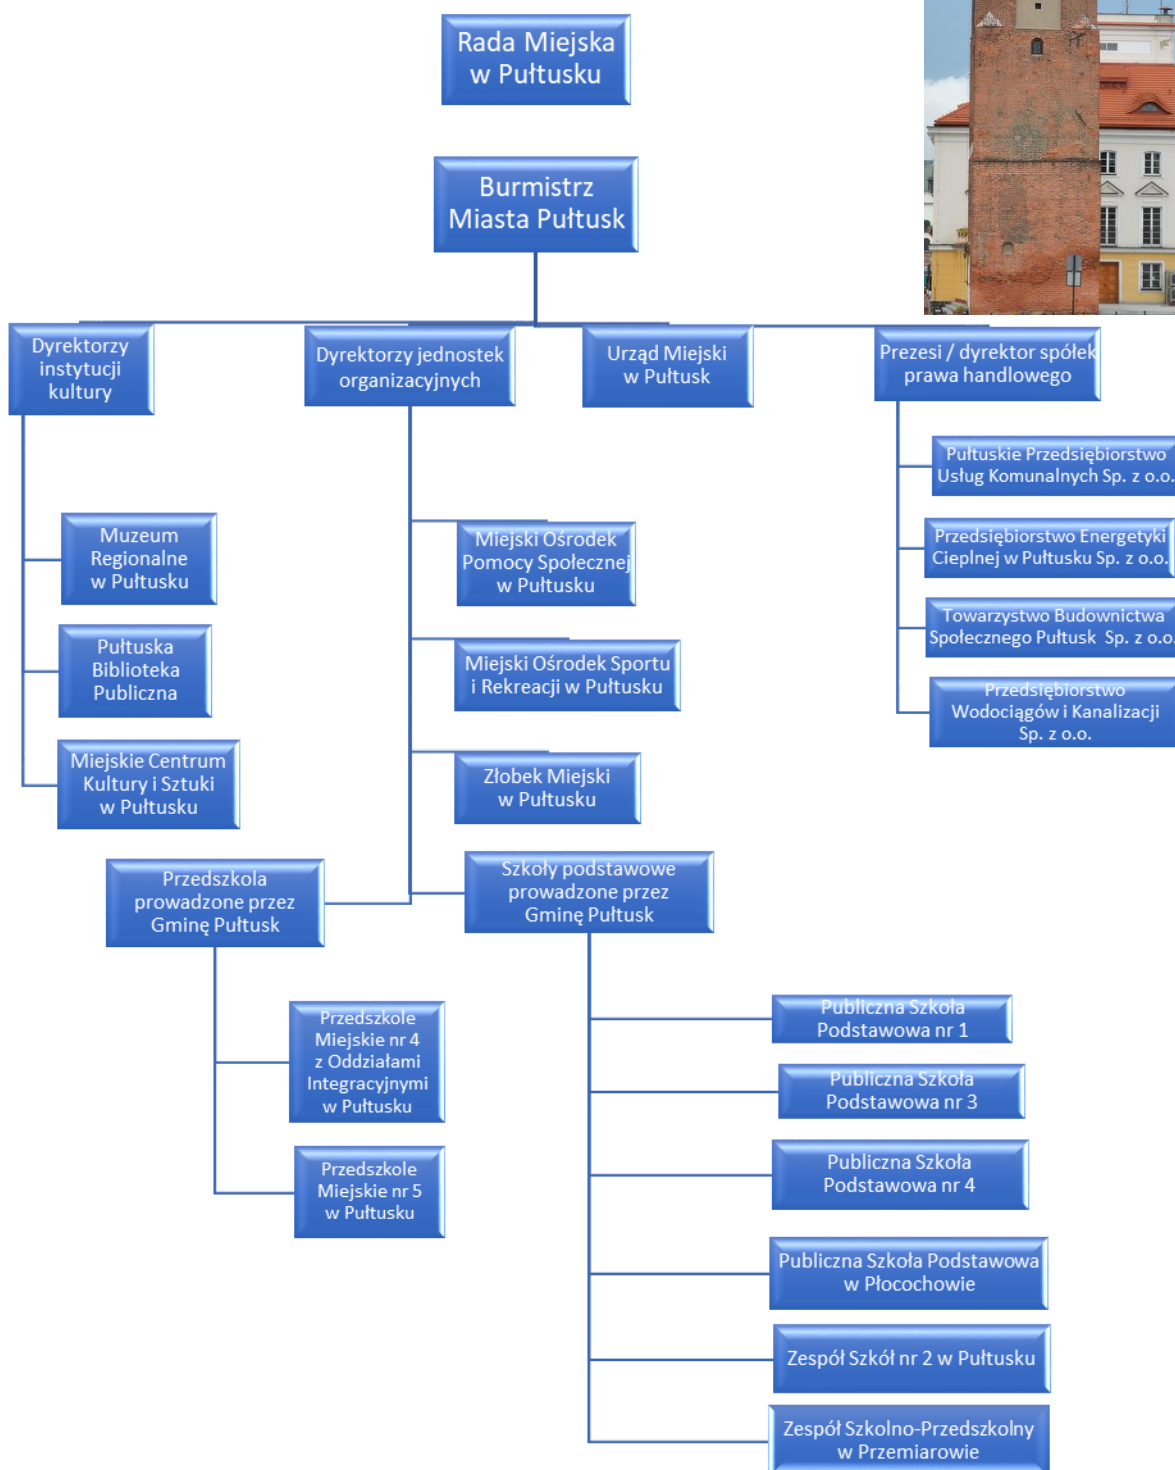 Rada Miejska
w Pułtusku
Burmistrz
Miasta Pułtusk
Dyrektorzy
instytucji
kultury
Dyrektorzy jednostek
organizacyjnych
Urząd Miejski
w Pułtusk
Prezesi / dyrektor spółek
prawa handlowego
Muzeum
Regionalne
w Pułtusku
Pułtuska
Biblioteka
Publiczna
Miejskie Centrum
Kultury i Sztuki
w Pułtusku
Miejski Ośrodek
Pomocy Społecznej
w Pułtusku
Miejski Ośrodek Sportu
i Rekreacji w Pułtusku
Złobek Miejski
w Pułtusku
Pułtuskie Przedsiębiorstwo
Usług Komunalnych Sp. z o.o.
Przedsiębiorstwo Energetyki
Cieplnej w Pułtusku Sp. z o.o.
Towarzystwo Budownictwa
Społecznego Pułtusk Sp. z o.o.
Przedsiębiorstwo
Wodociągów i Kanalizacji
Sp. z o.o.
Przedszkola
prowadzone przez
Gminę Pułtusk
Szkoły podstawowe
prowadzone przez
Gminę Pułtusk
Przedszkole
Miejskie nr 4
z Oddziałami
Integracyjnymi
w Pułtusku
Przedszkole
Miejskie nr 5
w Pułtusku
Publiczna Szkoła
Podstawowa nr 1
Publiczna Szkoła
Podstawowa nr 3
Publiczna Szkoła
Podstawowa nr 4
Publiczna Szkoła Podstawowa
w Płocochowie
Zespół Szkół nr 2 w Pułtusku
Zespół Szkolno-Przedszkolny
w Przemiarowie